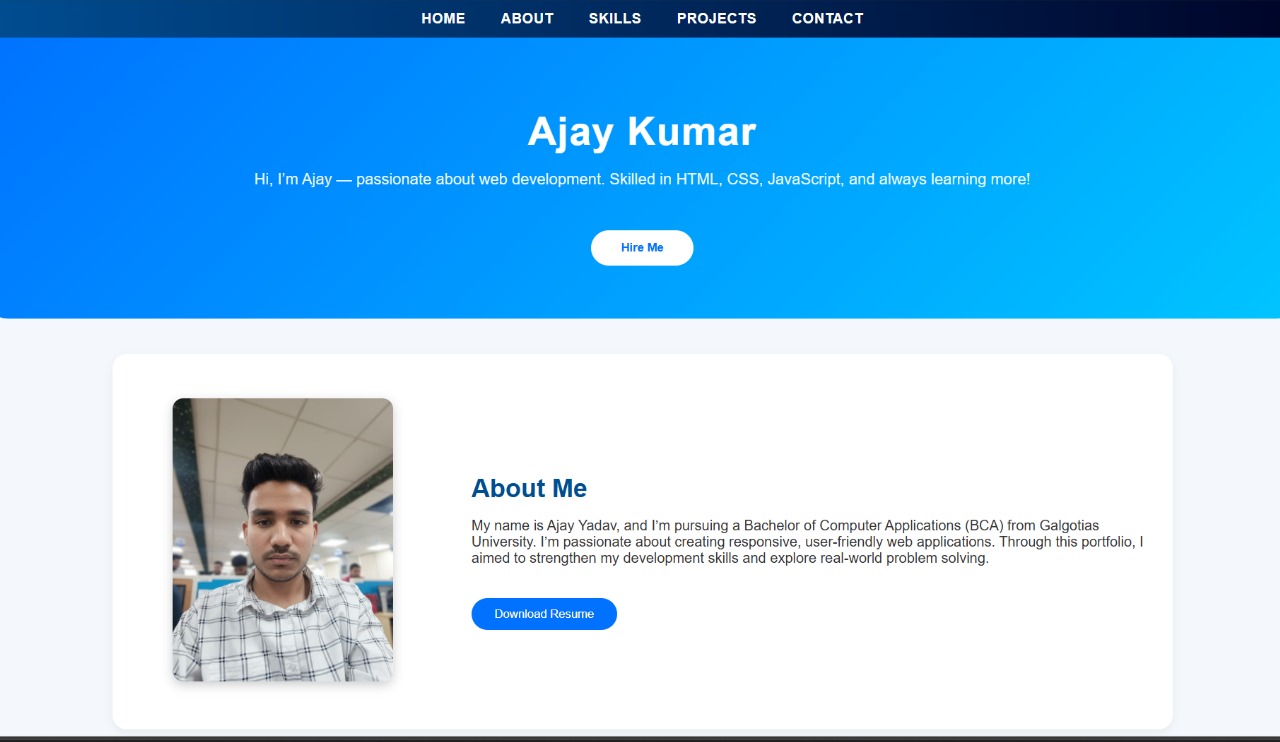 HOME ABOUT SKILLS PROJECTS CONTACT
Ajay Kumar
Hi, I’m Ajay — passionate about web development. Skilled in HTML, CSS, JavaScript, and always learning more!
Hire Me
About Me
My name is Ajay Yadav, and I’m pursuing a Bachelor of Computer Applications (BCA) from Galgotias
University. I’m passionate about creating responsive, user-friendly web applications. Through this portfolio, I
aimed to strengthen my development skills and explore real-world problem solving.
Download Resume